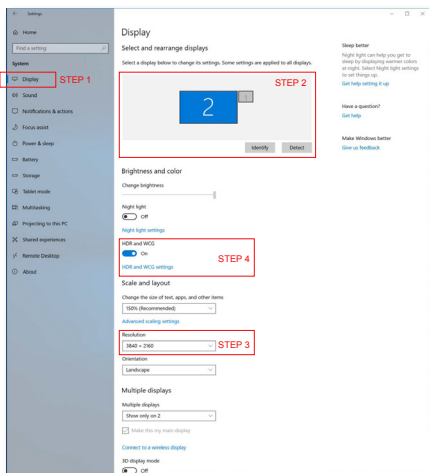 Settings
Home
Find a setting
System
Display
STEP 1
Sound
Notifications & actions
Focus assist
Power & sleep
Battery
Storage
Tablet mode
Multitasking
Projecting to this PC
Shared experiences
Remote Desktop
About
Display
Select and rearrange displays
Select a display below to change its settings. Some settings are applied to all displays.
STEP 2
2
1
Identify
Detect
Brightness and color
Change brightness
Night light
Off
Night light settings
HDR and WCG
On
STEP 4
HDR and WCG settings
Scale and layout
Change the size of text, apps, and other items
150% (Recommended)
Advanced scaling settings
Resolution
3840 × 2160
STEP 3
Orientation
Landscape
Multiple displays
Multiple displays
Show only on 2
Make this my main display
Connect to a wireless display
3D display mode
Off
Sleep better
Night light can help you get to
sleep by displaying warmer colors
at night. Select Night light settings
to set things up.
Get help setting it up
Have a question?
Get help
Make Windows better
Give us feedback